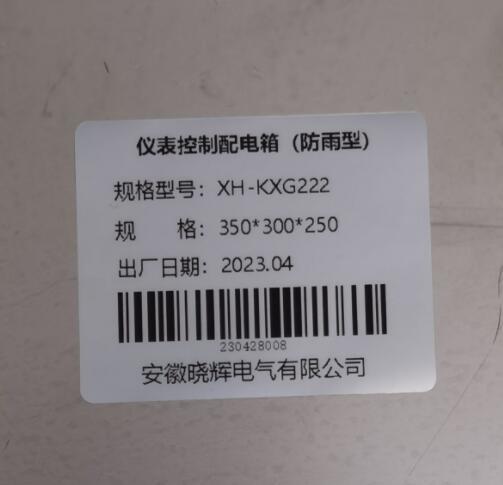 仪表控制配电箱（防雨型）
规格型号：XH-KXG222
规　　格：350*300*250
出厂日期：2023.04
230428008
安徽晓辉电气有限公司